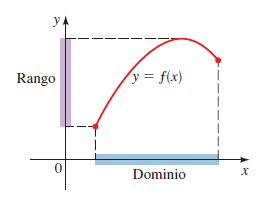 y
Rango
y = f(x)
0
Dominio
x